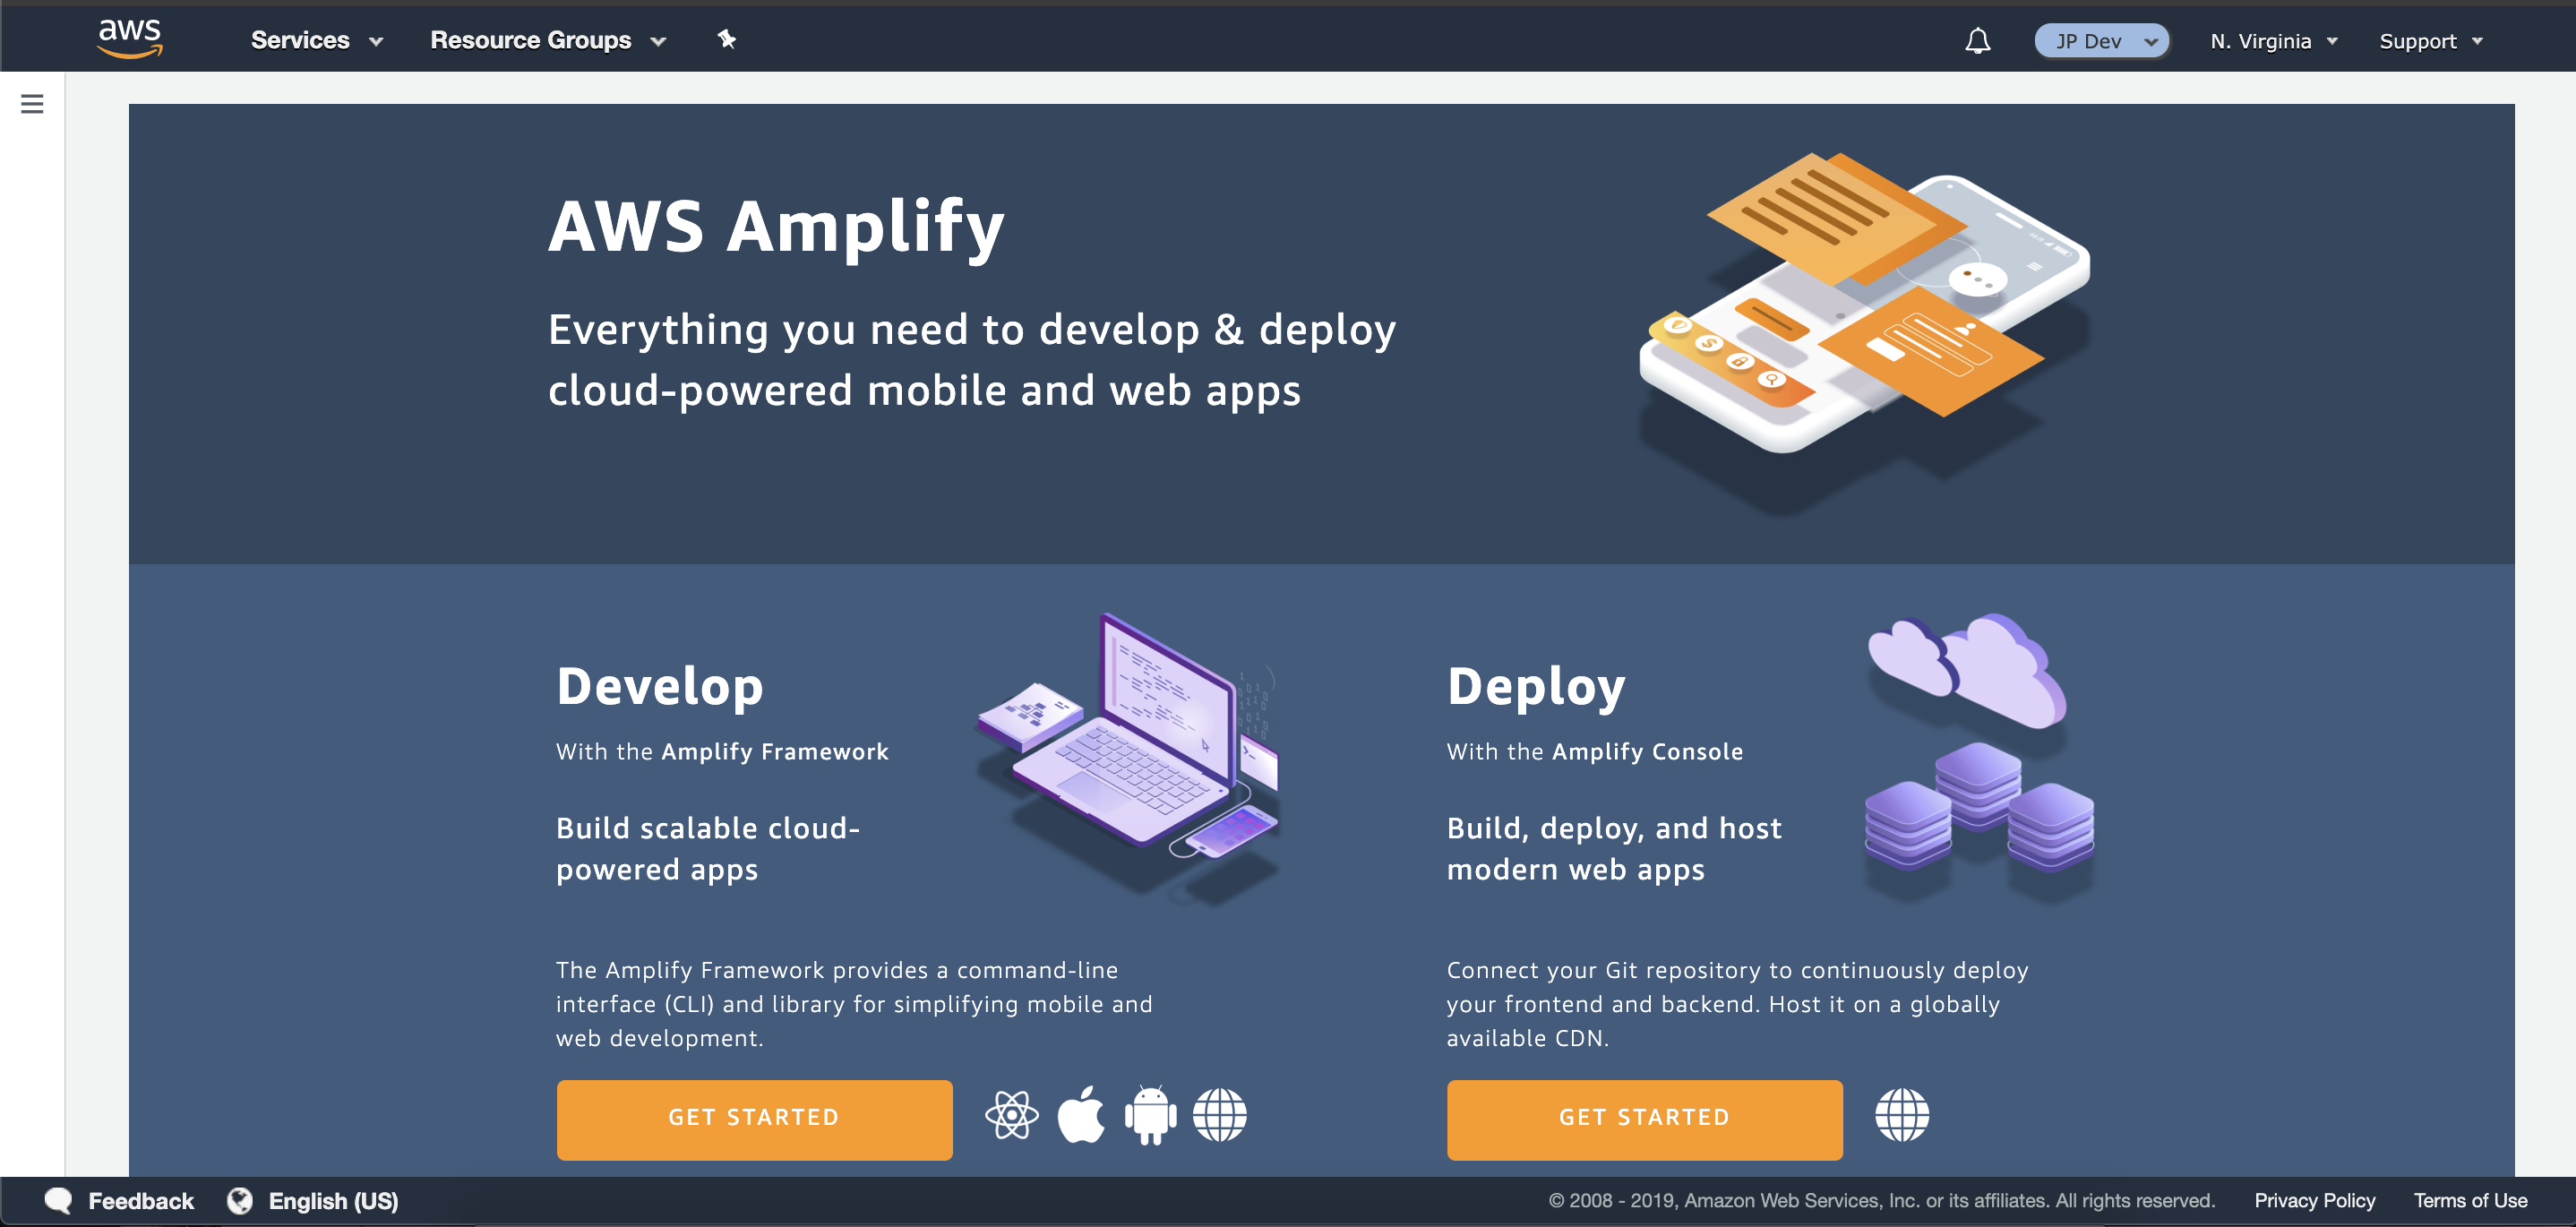 aws
Services
Resource Groups
JP Dev
N. Virginia
Support
AWS Amplify
Everything you need to develop & deploy
cloud-powered mobile and web apps
Develop
With the Amplify Framework
Build scalable cloud-
powered apps
The Amplify Framework provides a command-line
interface (CLI) and library for simplifying mobile and
web development.
GET STARTED
Deploy
With the Amplify Console
Build, deploy, and host
modern web apps
Connect your Git repository to continuously deploy
your frontend and backend. Host it on a globally
available CDN.
GET STARTED
Feedback
English (US)
© 2008 - 2019, Amazon Web Services, Inc. or its affiliates. All rights reserved.
Privacy Policy
Terms of Use